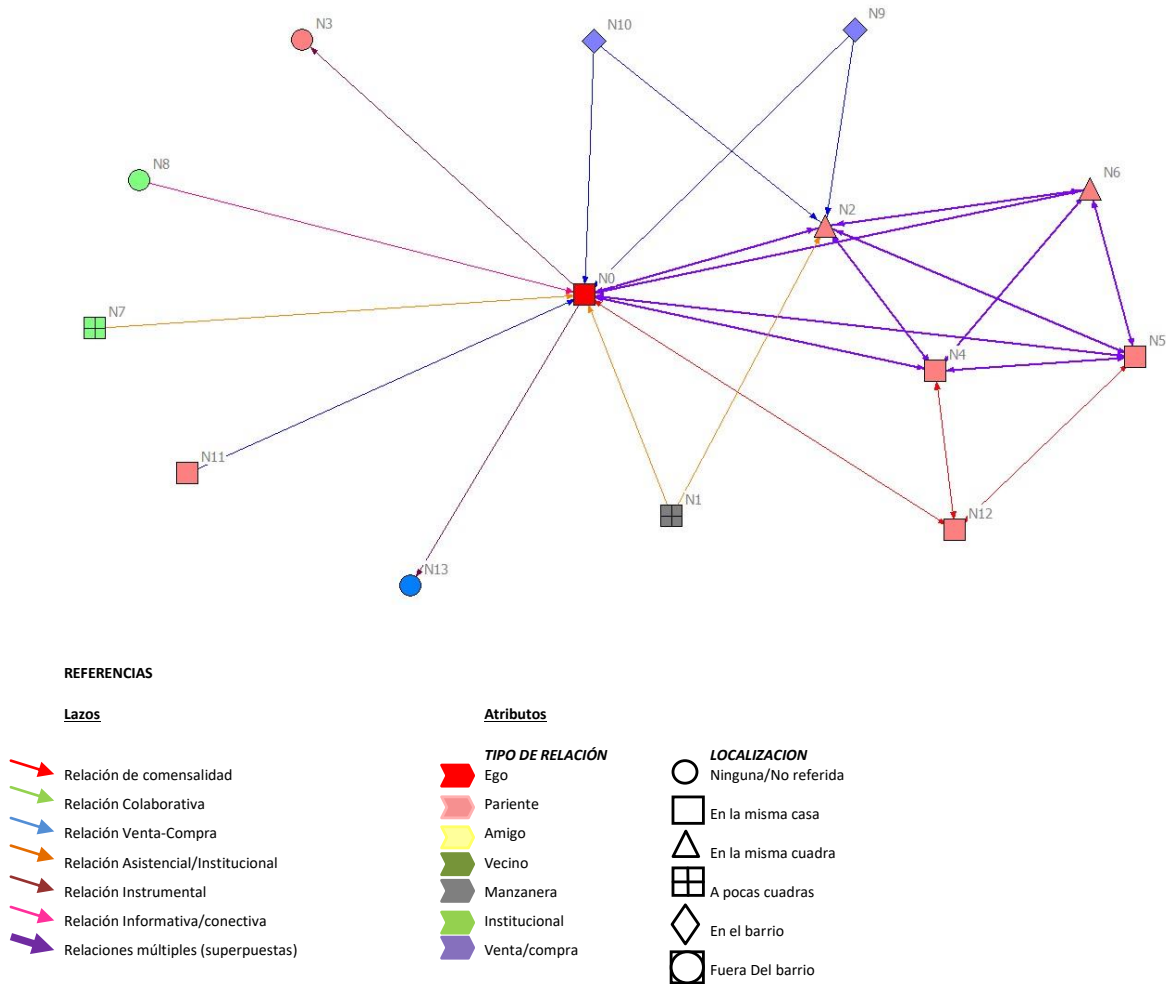 N3
N10
N9
N8
N6
N2
N0
N7
N4
N5
N11
N1
N12
N13
REFERENCIAS
Lazos
Atributos
TIPO DE RELACIÓN
LOCALIZACION
Relación de comensalidad
Ego
Ninguna/No referida
Relación Colaborativa
Pariente
En la misma casa
Relación Venta-Compra
Amigo
En la misma cuadra
Relación Asistencial/Institucional
Vecino
Relación Instrumental
Manzanera
A pocas cuadras
Relación Informativa/conectiva
Institucional
En el barrio
Relaciones múltiples (superpuestas)
Venta/compra
Fuera Del barrio